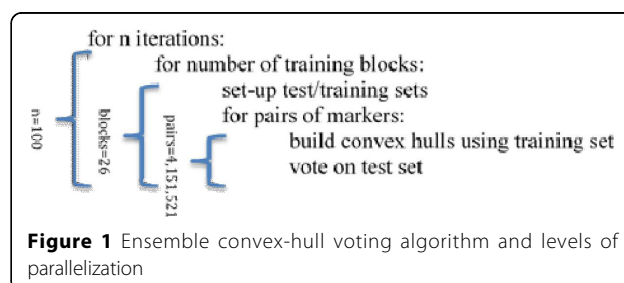 for n iterations:
for number of training blocks:
set-up test/training sets
for pairs of markers:
build convex hulls using training set
vote on test set
n=100
blocks=26
pairs=4,151,521
Figure 1 Ensemble convex-hull voting algorithm and levels of
parallelization